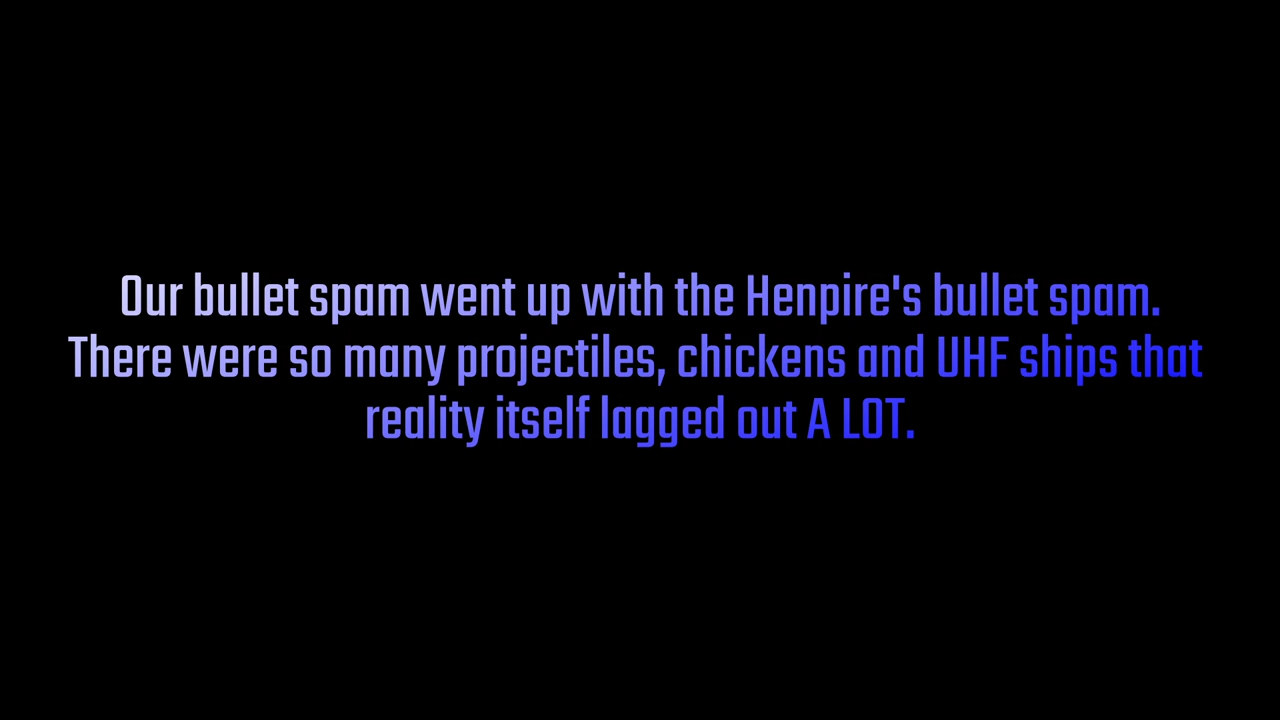 Our bullet spam went up with the Henpire's bullet spam.
There were so many projectiles, chickens and UHF ships that
reality itself lagged out A LOT.